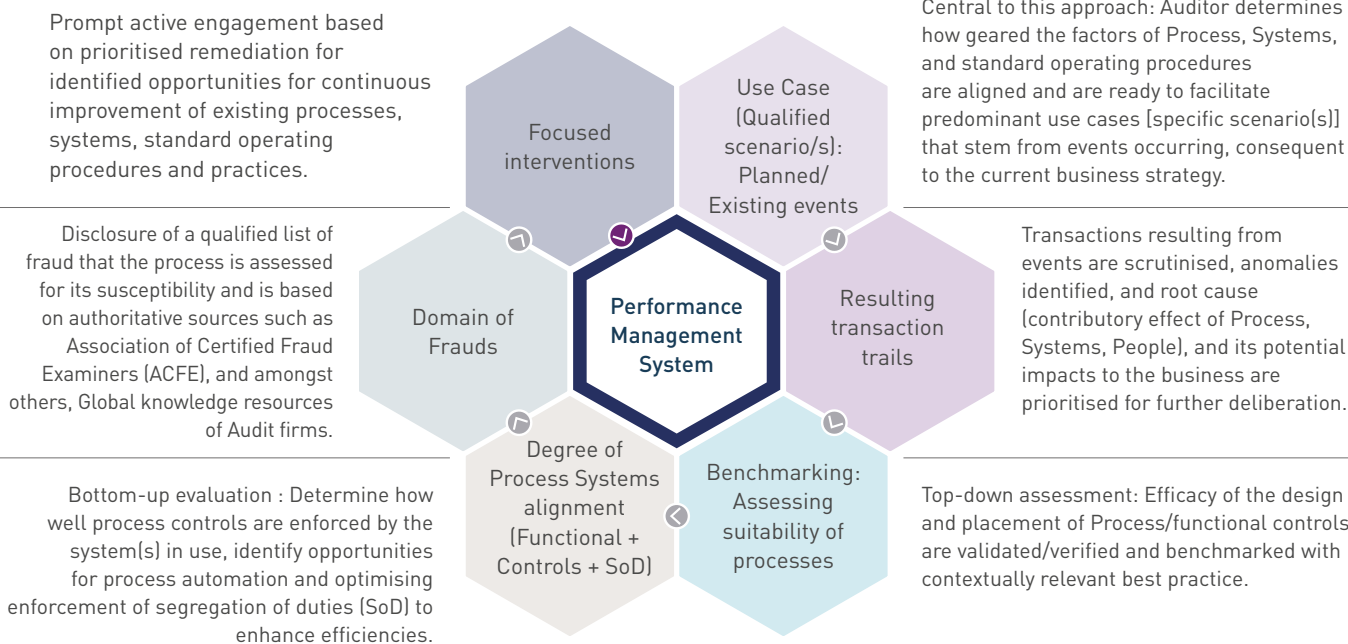 Prompt active engagement based
on prioritised remediation for
identified opportunities for continuous
improvement of existing processes,
systems, standard operating
procedures and practices.
Focused
interventions
Use Case
(Qualified
scenario/s):
Planned/
Existing events
Central to this approach: Auditor determines
how geared the factors of Process, Systems,
and standard operating procedures
are aligned and are ready to facilitate
predominant use cases [specific scenario(s)]
that stem from events occurring, consequent
to the current business strategy.
Disclosure of a qualified list of
fraud that the process is assessed
for its susceptibility and is based
on authoritative sources such as
Association of Certified Fraud
Examiners (ACFE), and amongst
others, Global knowledge resources
of Audit firms.
Domain of
Frauds
Performance
Management
System
Resulting
transaction
trails
Transactions resulting from
events are scrutinised, anomalies
identified, and root cause
(contributory effect of Process,
Systems, People), and its potential
impacts to the business are
prioritised for further deliberation.
Bottom-up evaluation : Determine how
well process controls are enforced by the
system(s) in use, identify opportunities
for process automation and optimising
enforcement of segregation of duties (SoD) to
enhance efficiencies.
Degree of
Process Systems
alignment
(Functional +
Controls + SoD)
Benchmarking:
Assessing
suitability of
processes
Top-down assessment: Efficacy of the design
and placement of Process/functional controls
are validated/verified and benchmarked with
contextually relevant best practice.